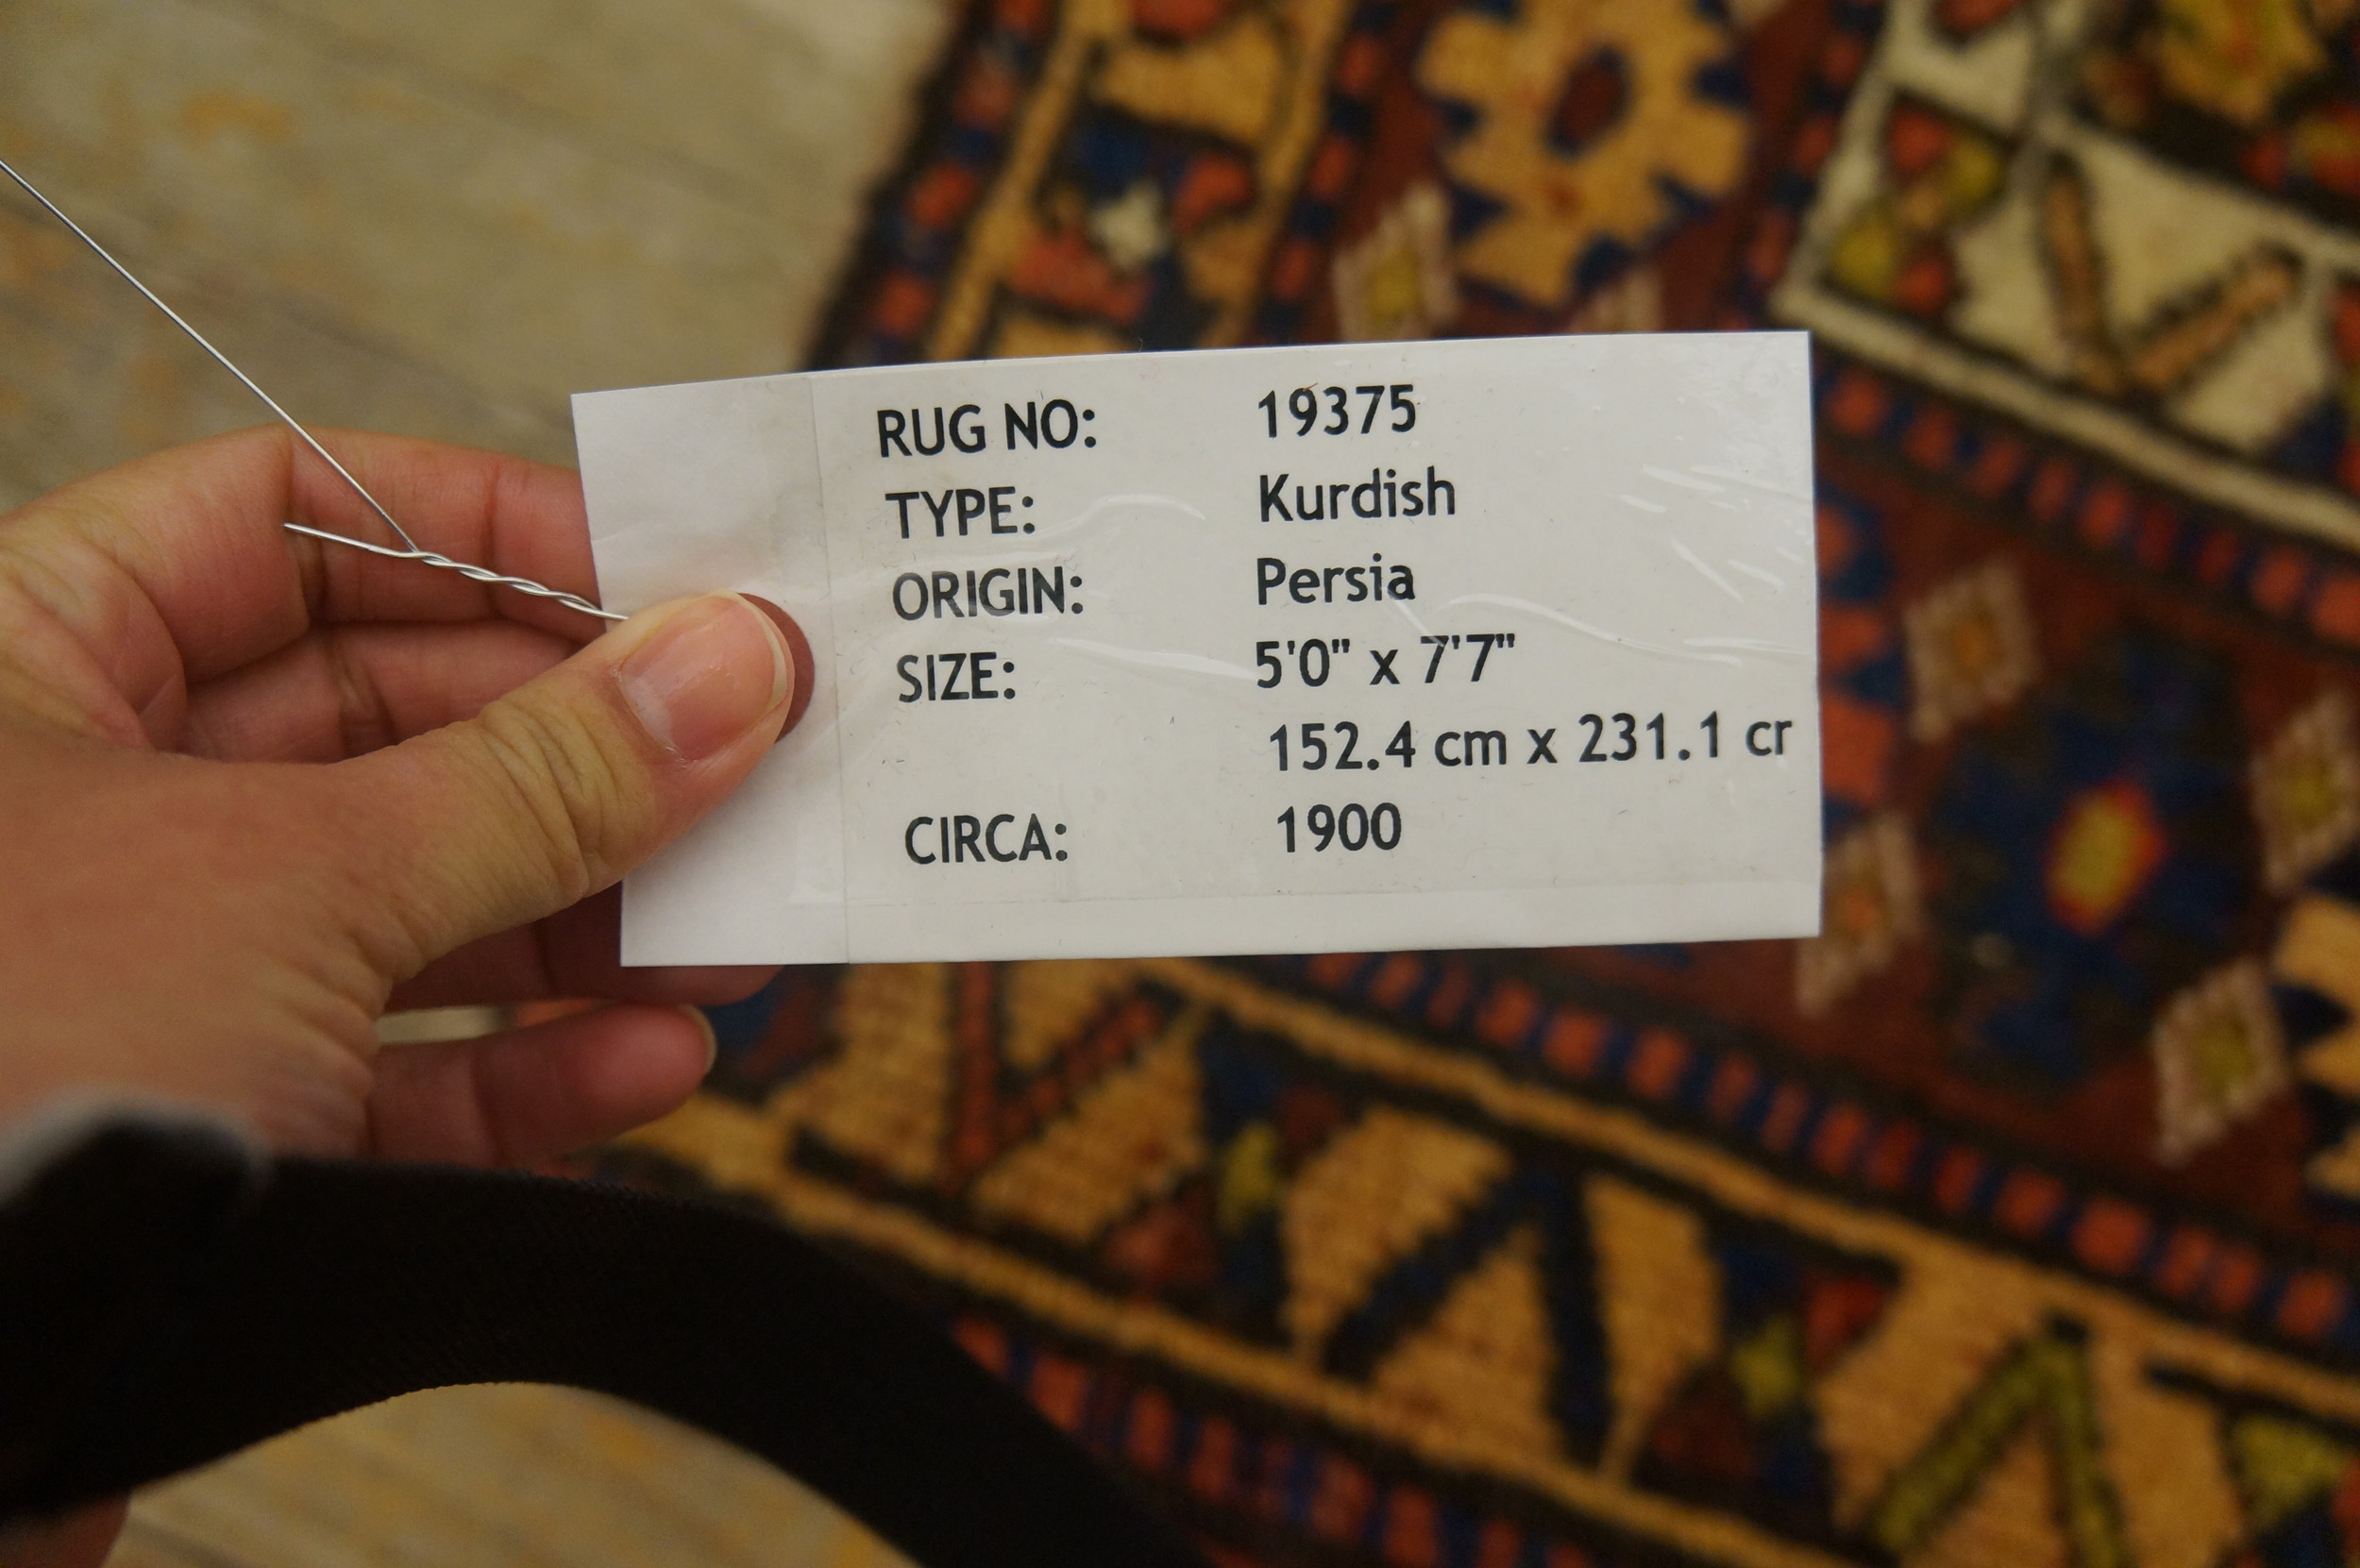 RUG NO: 19375
TYPE: Kurdish
ORIGIN: Persia
SIZE: 5'0" x 7'7"
152.4 cm x 231.1 cr
CIRCA: 1900